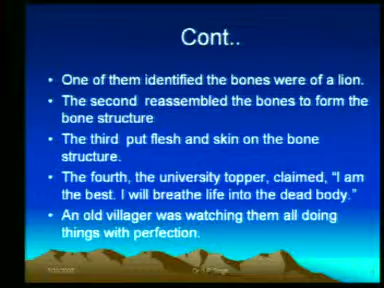 Cont..
• One of them identified the bones were of a lion.
• The second reassembled the bones to form the
bone structure
• The third put flesh and skin on the bone
structure.
• The fourth, the university topper, claimed, "I am
the best. I will breathe life into the dead body."
• An old villager was watching them all doing
things with perfection.